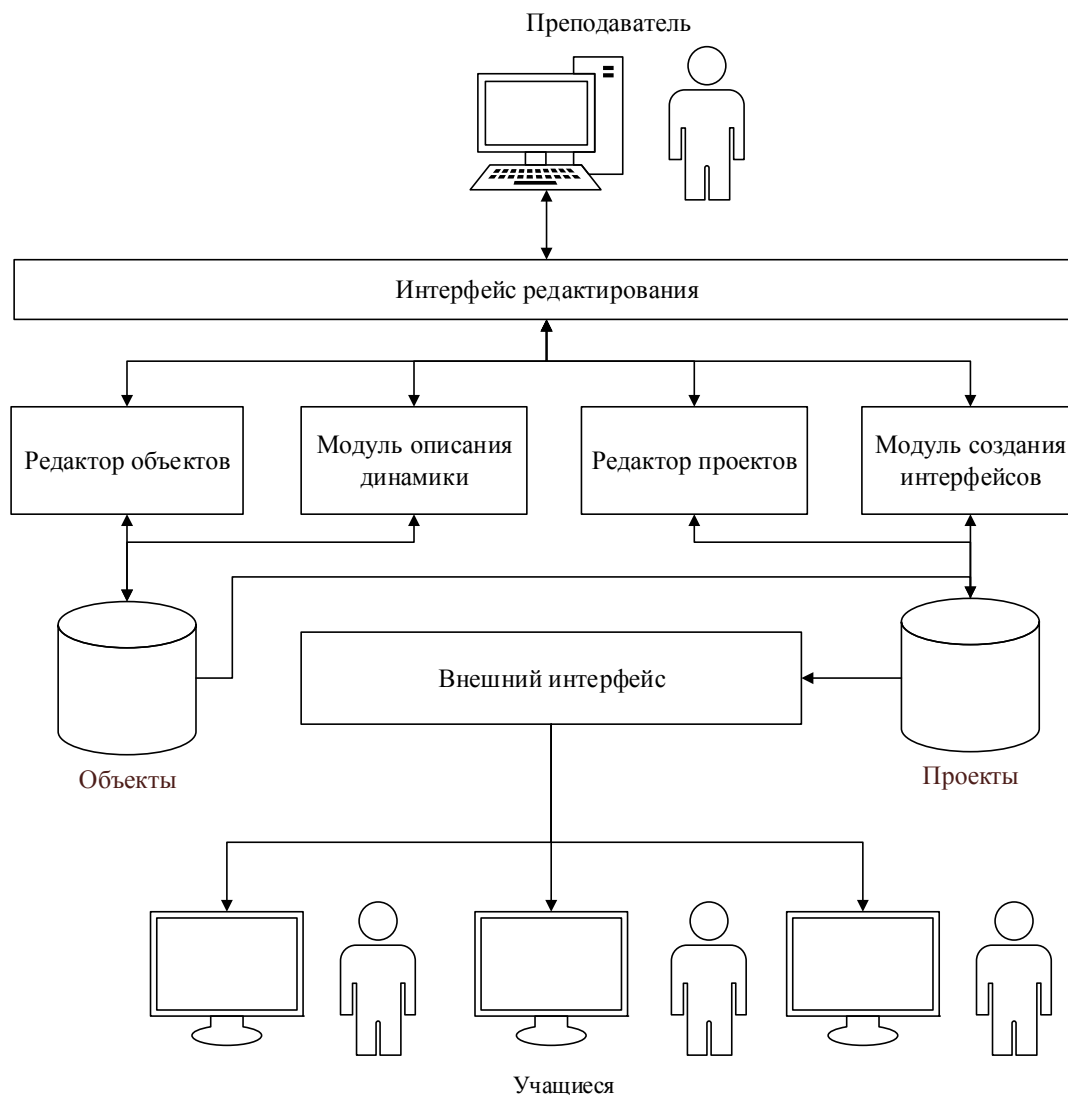 Преподаватель
Интерфейс редактирования
Редактор объектов
Модуль описания
динамики
Редактор проектов
Модуль создания
интерфейсов
Внешний интерфейс
Объекты
Проекты
Учащиеся